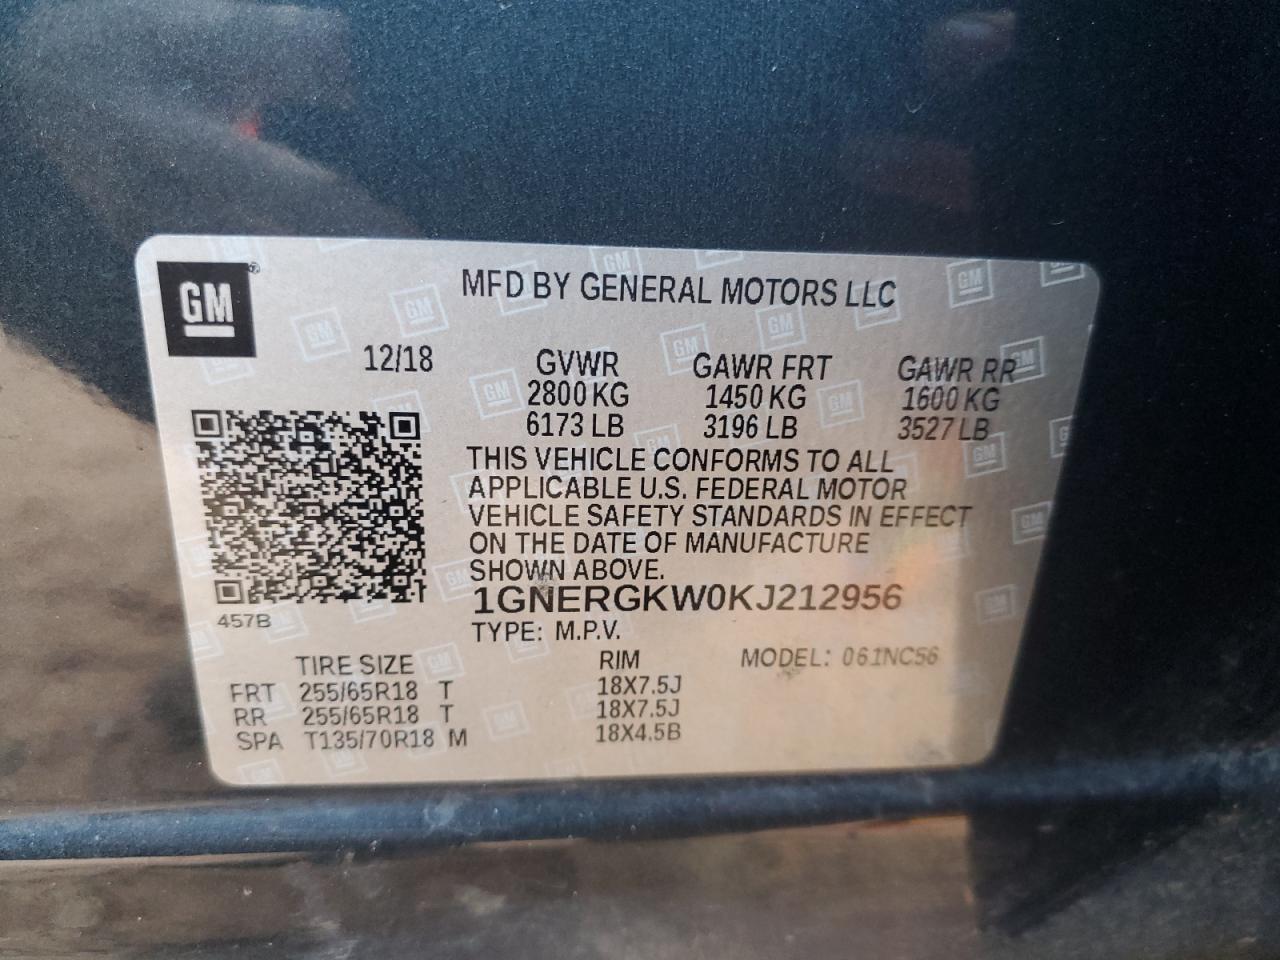 GM
MFD BY GENERAL MOTORS LLC
12/18 GVWR GAWR FRT GAWR RR
2800 KG 1450 KG 1600 KG
6173 LB 3196 LB 3527 LB
THIS VEHICLE CONFORMS TO ALL
APPLICABLE U.S. FEDERAL MOTOR
VEHICLE SAFETY STANDARDS IN EFFECT
ON THE DATE OF MANUFACTURE
SHOWN ABOVE.
1GNERGKW0KJ212956
457B
TYPE: M.P.V.
TIRE SIZE RIM MODEL: 061NC56
FRT 255/65R18 T 18X7.5J
RR 255/65R18 T 18X7.5J
SPA T135/70R18 M 18X4.5B